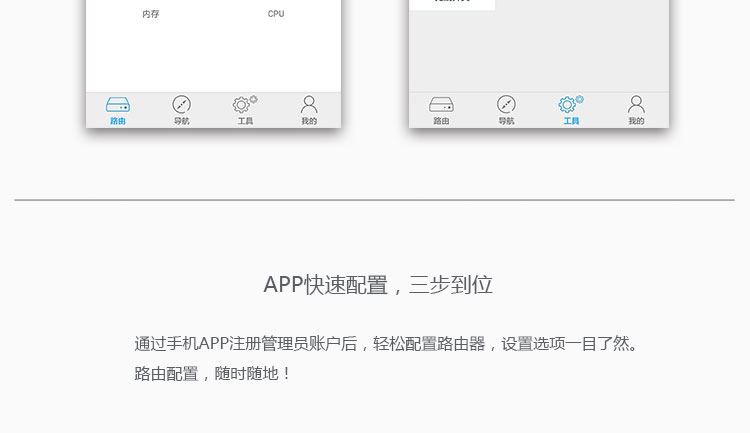 内存 CPU
路由 导航 工具 我的
路由 导航 工具 我的
APP快速配置，三步到位
通过手机APP注册管理员账户后，轻松配置路由器，设置选项一目了然。
路由配置，随时随地！